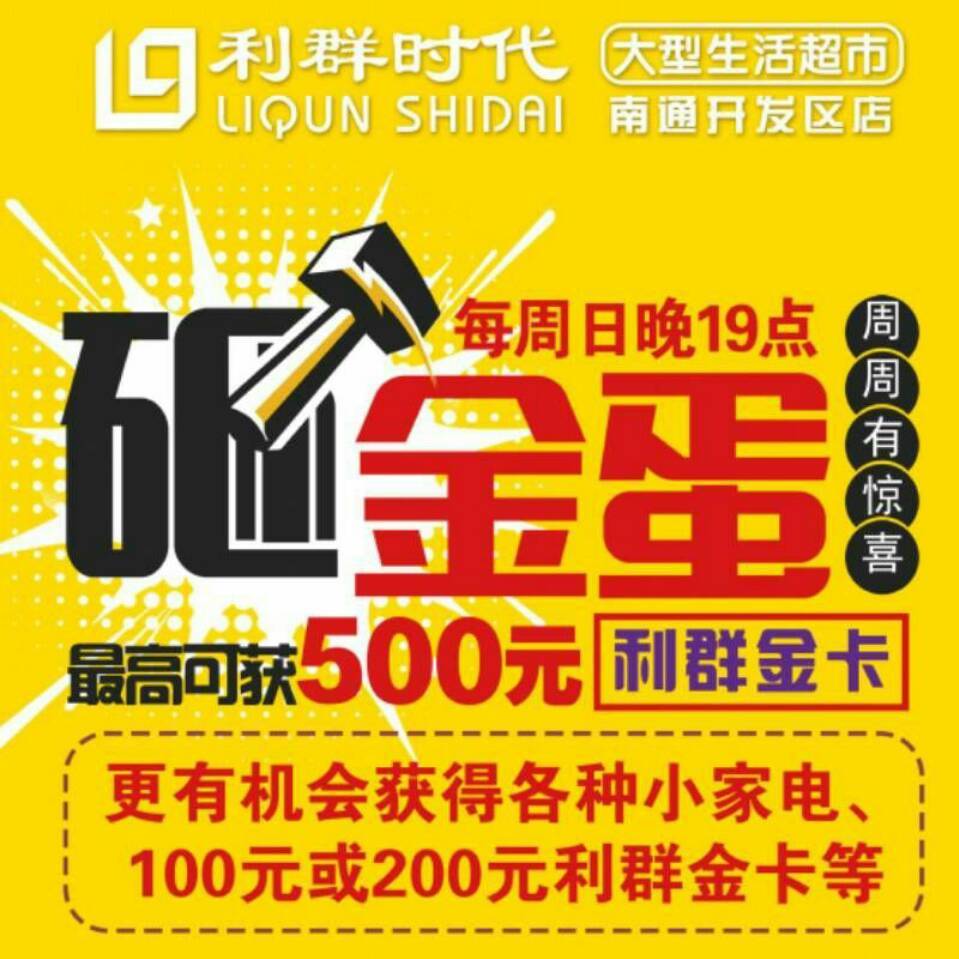 利群时代
LIQUN SHIDAI
大型生活超市
南通开发区店
每周日晚19点
砸金蛋
周周有惊喜
最高可获500元利群金卡
更有机会获得各种小家电、
100元或200元利群金卡等